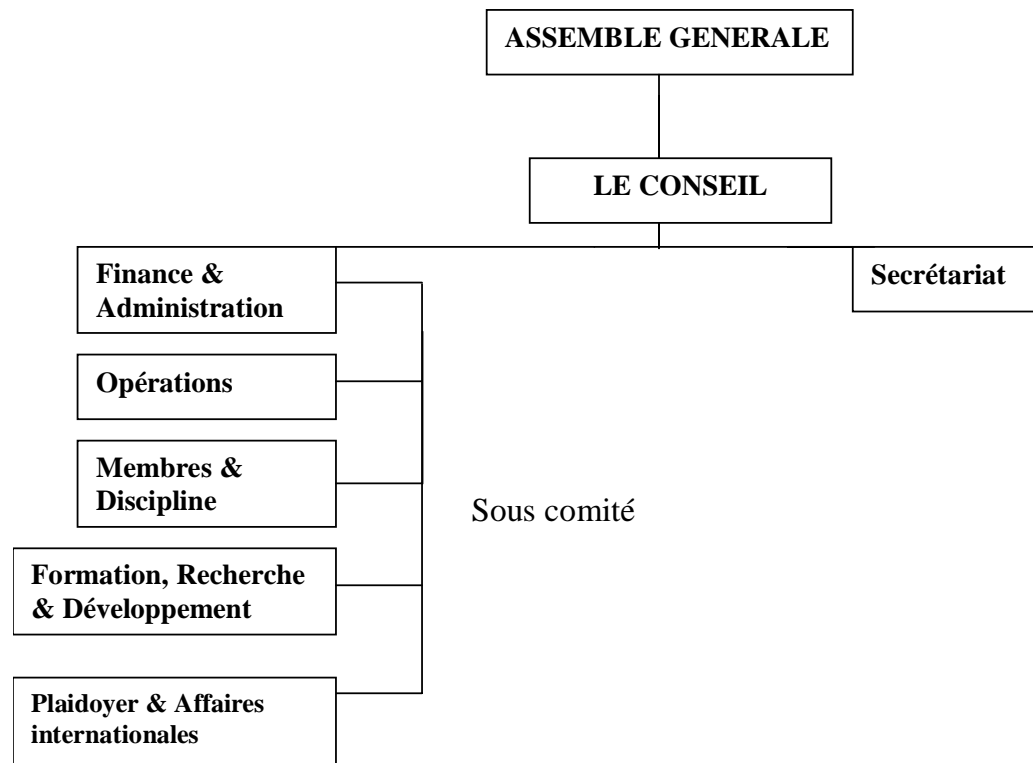 ASSEMBLE GENERALE
LE CONSEIL
Finance &
Administration
Secrétariat
Opérations
Membres &
Discipline
Sous comité
Formation, Recherche
& Développement
Plaidoyer & Affaires
internationales